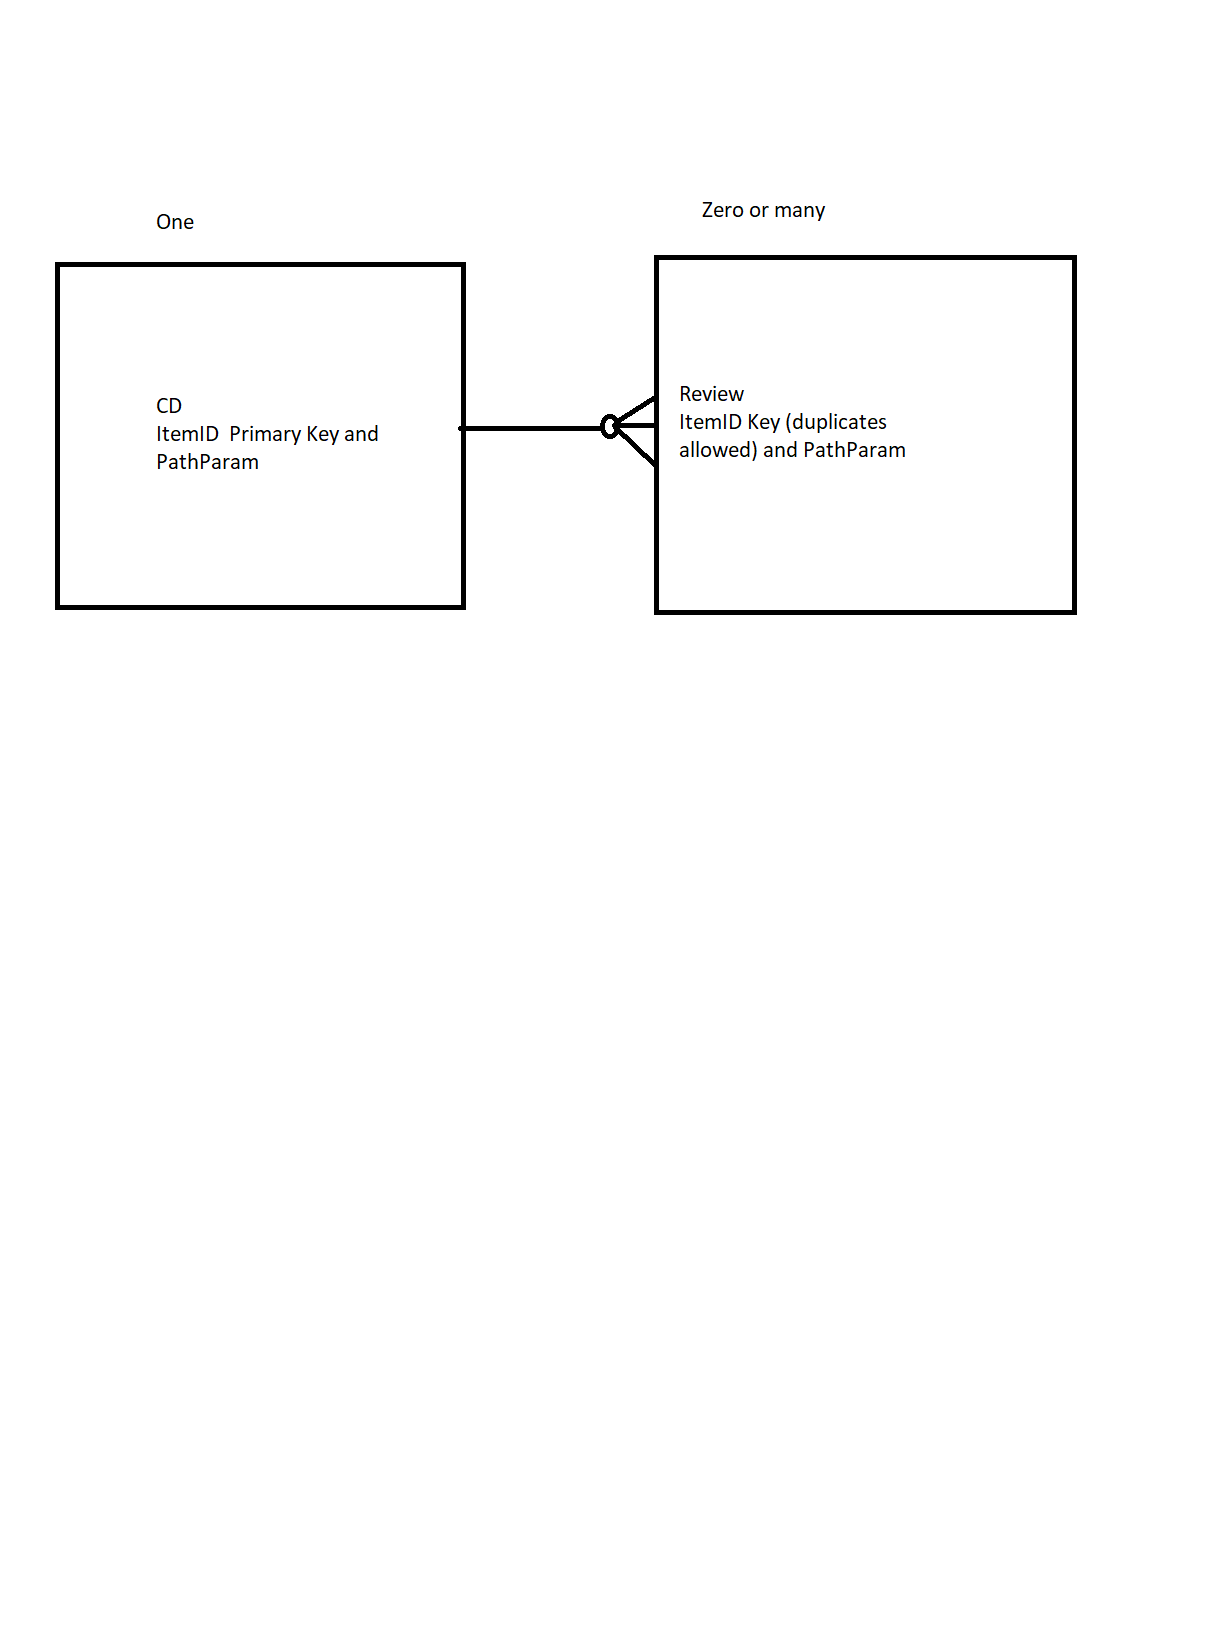 One
Zero or many
CD
ItemID  Primary Key and
PathParam
Review
ItemID Key (duplicates
allowed) and PathParam